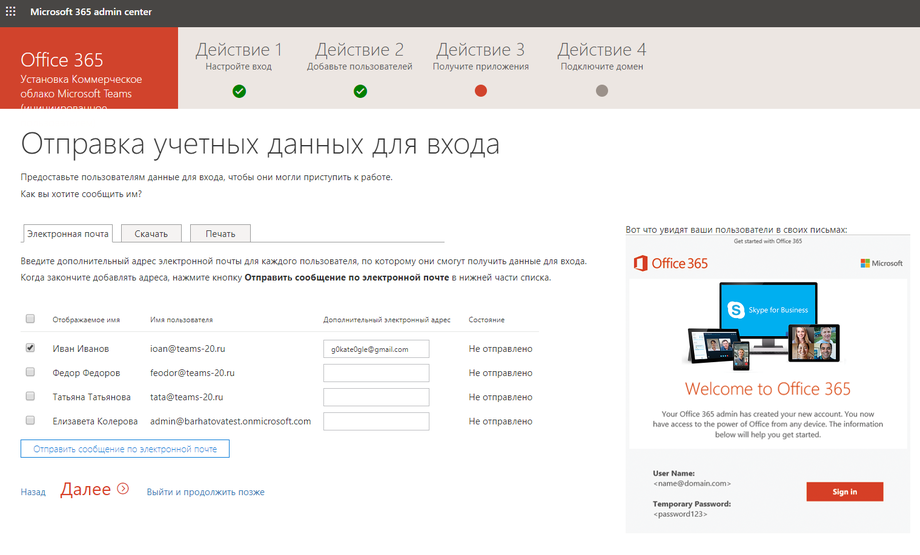 Microsoft 365 admin center
Office 365
Установка Коммерческое
облако Microsoft Teams
(инициированное
Действие 1
Настройте вход
Действие 2
Добавьте пользователей
Действие 3
Получите приложения
Действие 4
Подключите домен
Отправка учетных данных для входа
Предоставьте пользователям данные для входа, чтобы они могли приступить к работе.
Как вы хотите сообщить им?
Электронная почта Скачать Печать
Введите дополнительный адрес электронной почты для каждого пользователя, по которому они смогут получить данные для входа.
Когда закончите добавлять адреса, нажмите кнопку Отправить сообщение по электронной почте в нижней части списка.
Отображаемое имя Имя пользователя Дополнительный электронный адрес Состояние
Иван Иванов ioan@teams-20.ru g0kate0gle@gmail.com Не отправлено
Федор Федоров feodor@teams-20.ru Не отправлено
Татьяна Татьянова tata@teams-20.ru Не отправлено
Елизавета Колерова admin@barhatovatest.onmicrosoft.com Не отправлено
Отправить сообщение по электронной почте
Назад Далее Выйти и продолжить позже
Вот что увидят ваши пользователи в своих письмах:
Get started with Office 365
Office 365 Microsoft
Skype for Business
Welcome to Office 365
Your Office 365 admin has created your new account. You now
have access to the power of Office from any device. The information
below will help you get started.
User Name:
<name@domain.com>
Sign in
Temporary Password:
<password123>